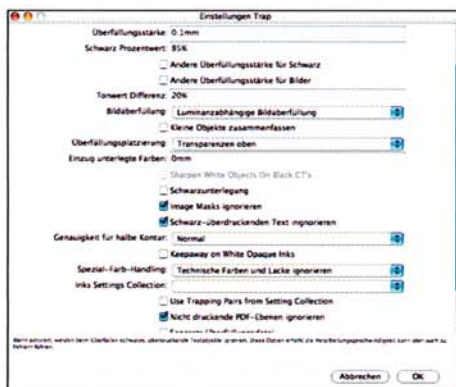 Einstellungen Trap
Überfüllungsstärke: 0.1mm
Schwarz Prozentwert: 85%
Andere Überfüllungsstärke für Schwarz
Andere Überfüllungsstärke für Bilder
Tonwert Differenz: 20%
Bildüberfüllung: Luminanzabhängige Bildüberfüllung
Kleine Objekte zusammenfassen
Überfüllungsplatzierung: Transparenzen oben
Einzug unterlegte Farben: 0mm
Sharpen White Objects On Black CT's
Schwarzunterlegung
Image Masks ignorieren
Schwarz-überdruckenden Text ingnorieren
Genauigkeit für halbe Kontur: Normal
Keepaway on White Opaque Inks
Spezial-Farb-Handling: Technische Farben und Lacke ignorieren
Inks Settings Collection:
Use Trapping Pairs from Setting Collection
Nicht druckende PDF-Ebenen ignorieren
Abbrechen OK